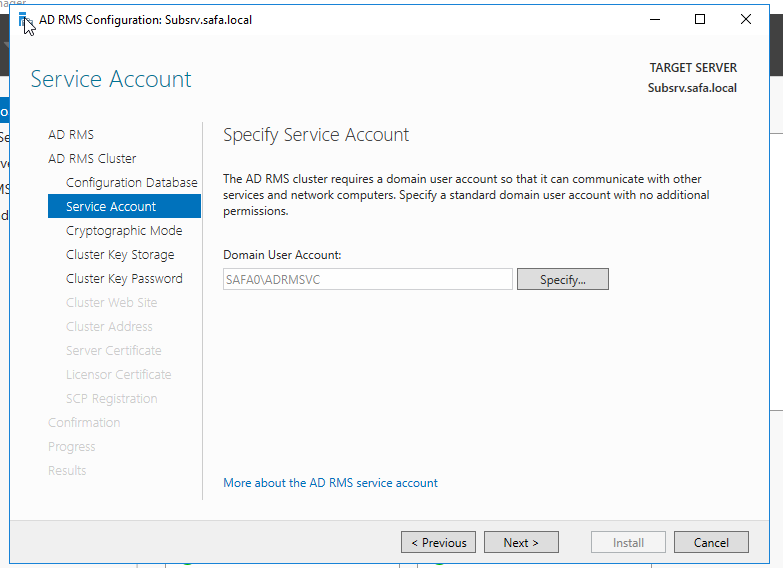 AD RMS Configuration: Subsrv.safa.local
Service Account
TARGET SERVER
Subsrv.safa.local
AD RMS
AD RMS Cluster
Configuration Database
Service Account
Cryptographic Mode
Cluster Key Storage
Cluster Key Password
Cluster Web Site
Cluster Address
Server Certificate
Licensor Certificate
SCP Registration
Confirmation
Progress
Results
Specify Service Account
The AD RMS cluster requires a domain user account so that it can communicate with other
services and network computers. Specify a standard domain user account with no additional
permissions.
Domain User Account:
SAFA0\ADRMSVC
Specify...
More about the AD RMS service account
< Previous
Next >
Install
Cancel